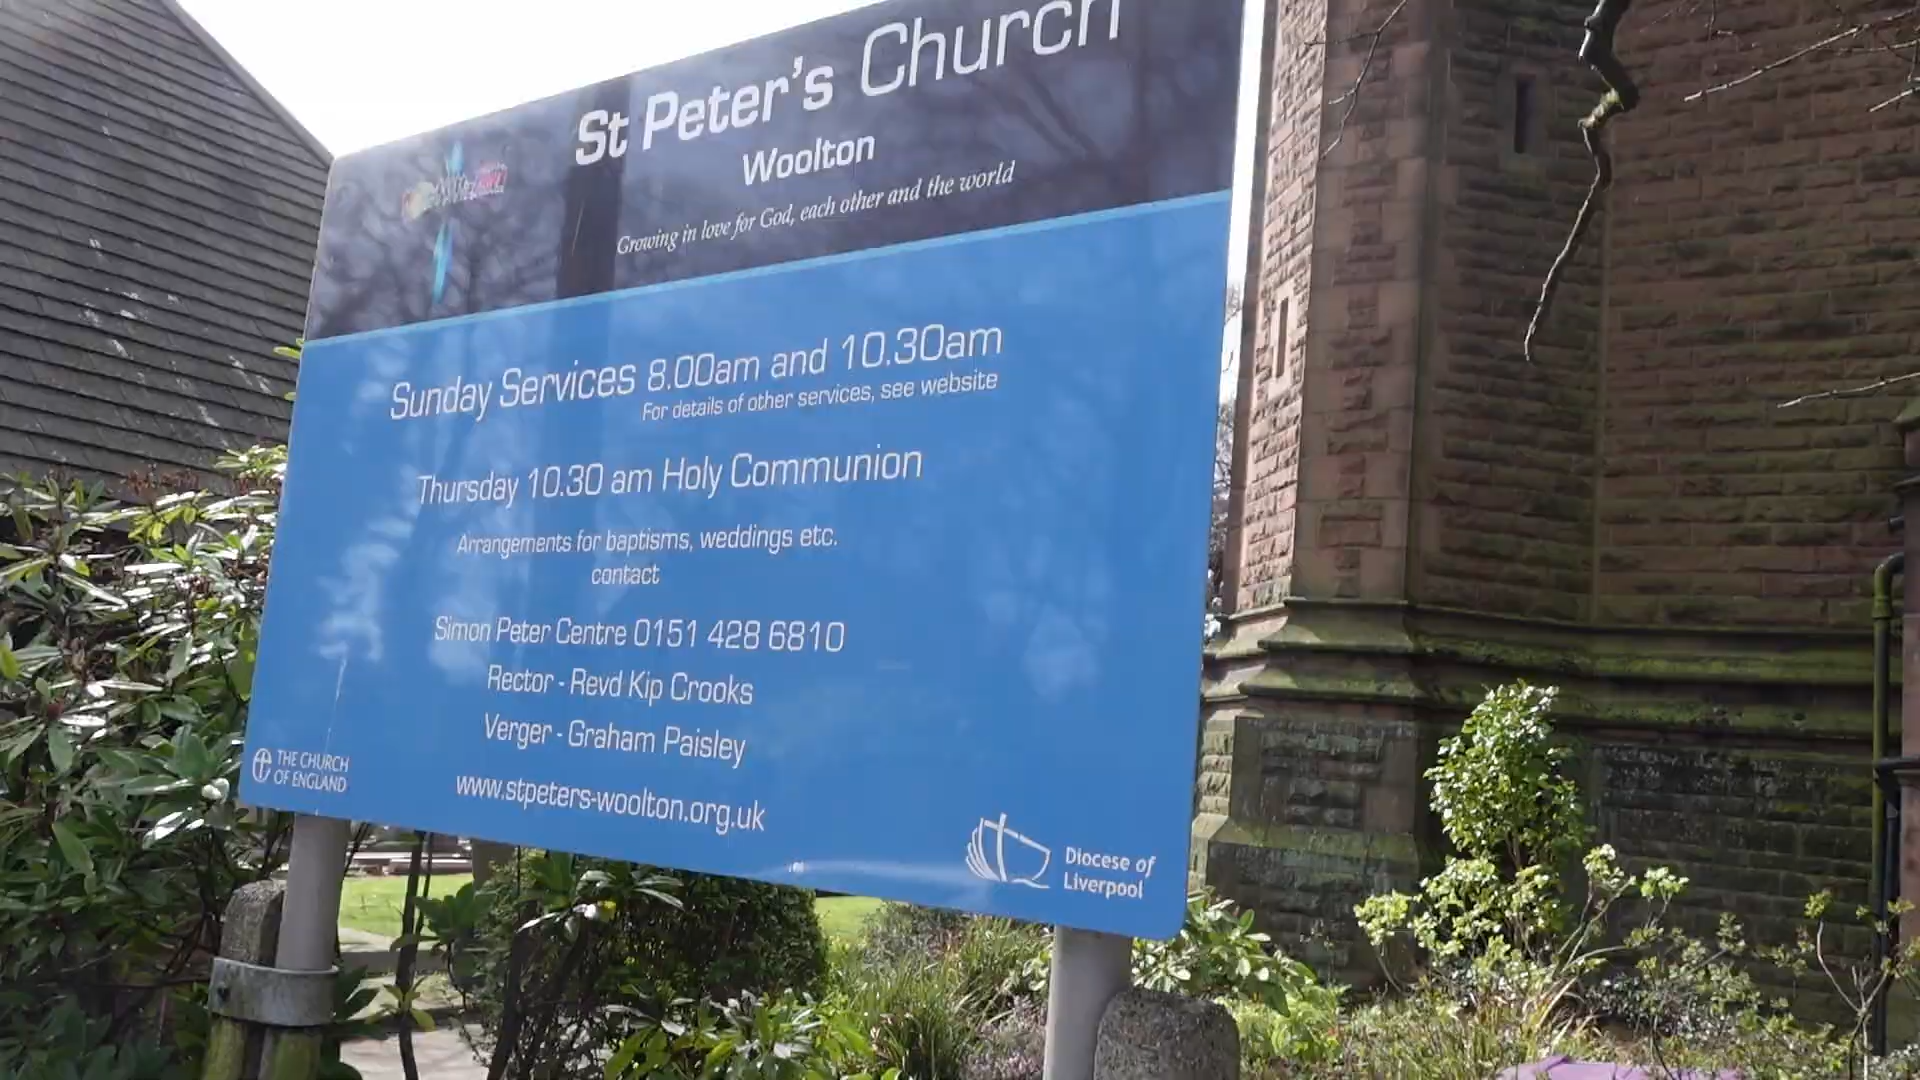 St Peter's Church
Woolton
Growing in love for God, each other and the world
Sunday Services 8.00am and 10.30am
For details of other services, see website
Thursday 10.30 am Holy Communion
Arrangements for baptisms, weddings etc.
contact
Simon Peter Centre 0151 428 6810
Rector - Revd Kip Crooks
Verger - Graham Paisley
www.stpeters-woolton.org.uk
THE CHURCH
OF ENGLAND
Diocese of
Liverpool